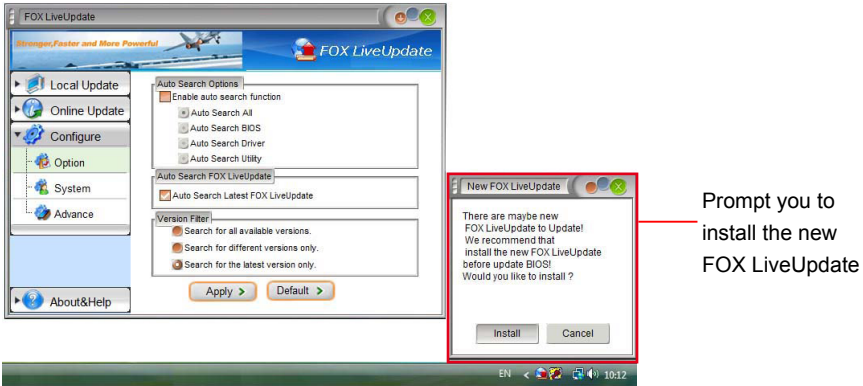 FOX LiveUpdate
Stronger,Faster and More Powerful
FOX LiveUpdate
Local Update
Online Update
Configure
Option
System
Advance
About&Help
Auto Search Options
Enable auto search function
Auto Search All
Auto Search BIOS
Auto Search Driver
Auto Search Utility
Auto Search FOX LiveUpdate
Auto Search Latest FOX LiveUpdate
Version Filter
Search for all available versions.
Search for different versions only.
Search for the latest version only.
Apply
Default
New FOX LiveUpdate
There are maybe new
FOX LiveUpdate to Update!
We recommend that
install the new FOX LiveUpdate
before update BIOS!
Would you like to install ?
Install
Cancel
Prompt you to
install the new
FOX LiveUpdate
EN
10:12